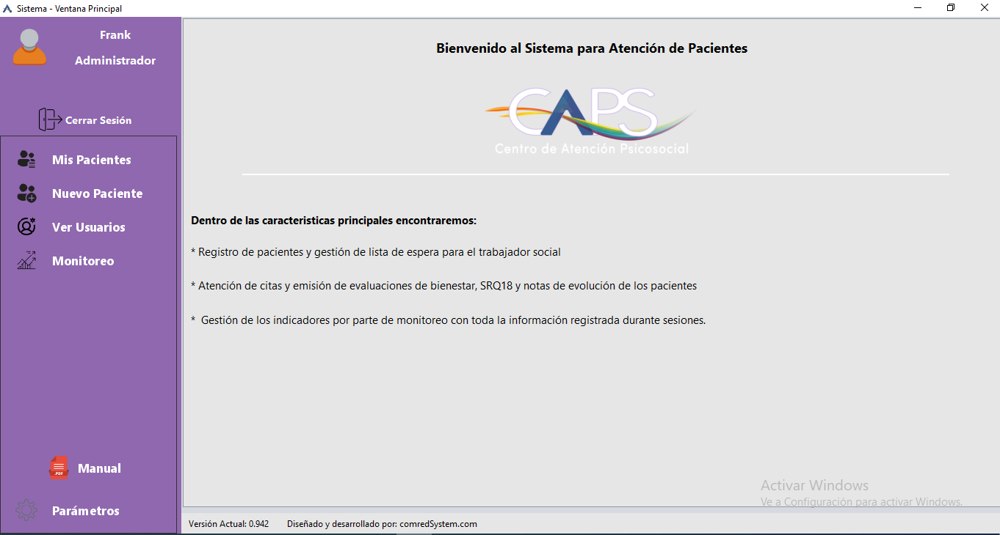 Sistema - Ventana Principal
Frank
Administrador
Cerrar Sesión
Mis Pacientes
Nuevo Paciente
Ver Usuarios
Monitoreo
PDF
Manual
Parámetros
Bienvenido al Sistema para Atención de Pacientes
CAPS
Centro de Atención Psicosocial
Dentro de las caracteristicas principales encontraremos:
* Registro de pacientes y gestión de lista de espera para el trabajador social
* Atención de citas y emisión de evaluaciones de bienestar, SRQ18 y notas de evolución de los pacientes
* Gestión de los indicadores por parte de monitoreo con toda la información registrada durante sesiones.
Activar Windows
Ve a Configuración para activar Windows.
Versión Actual: 0.942 Diseñado y desarrollado por: comredSystem.com